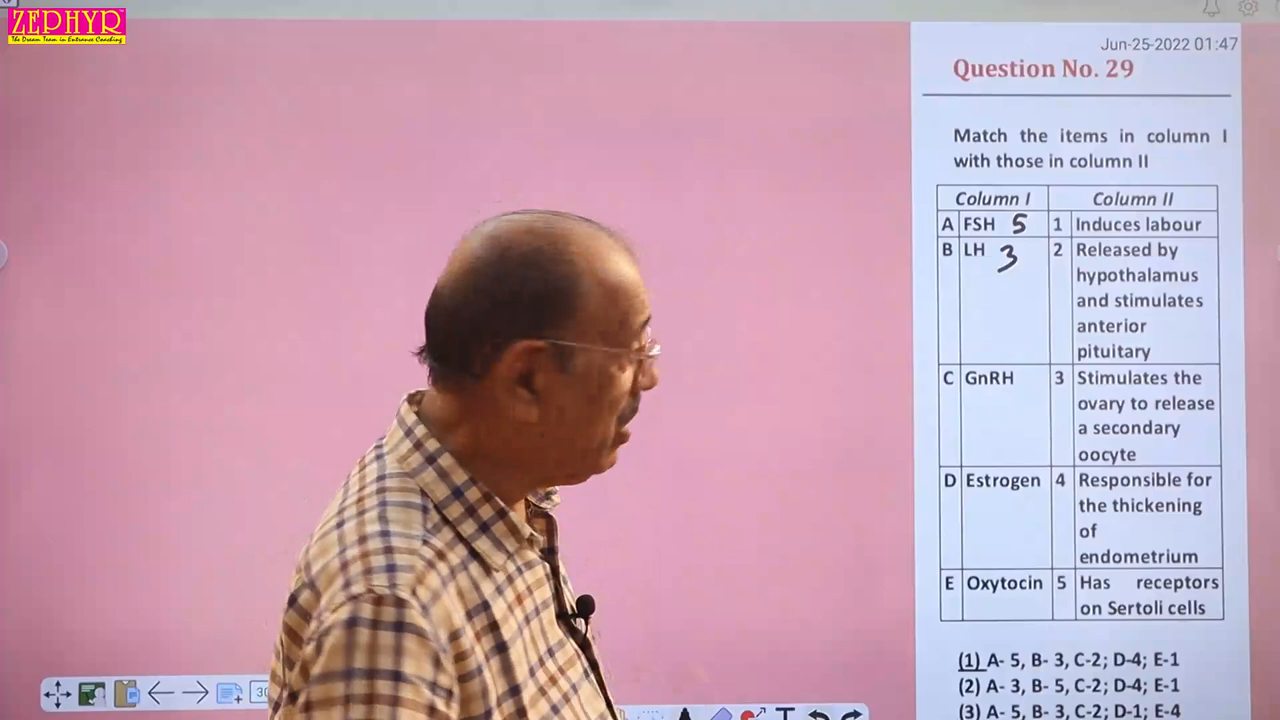 ZEPHYR
The Dream Team in Entrance Coaching
Jun-25-2022 01:47
Question No. 29
Match the items in column I
with those in column II
Column I Column II
A FSH 5 1 Induces labour
B LH 3 2 Released by
hypothalamus
and stimulates
anterior
pituitary
C GnRH 3 Stimulates the
ovary to release
a secondary
oocyte
D Estrogen 4 Responsible for
the thickening
of
endometrium
E Oxytocin 5 Has receptors
on Sertoli cells
(1) A- 5, B- 3, C-2; D-4; E-1
(2) A- 3, B- 5, C-2; D-4; E-1
(3) A- 5, B- 3, C-2; D-1; E-4